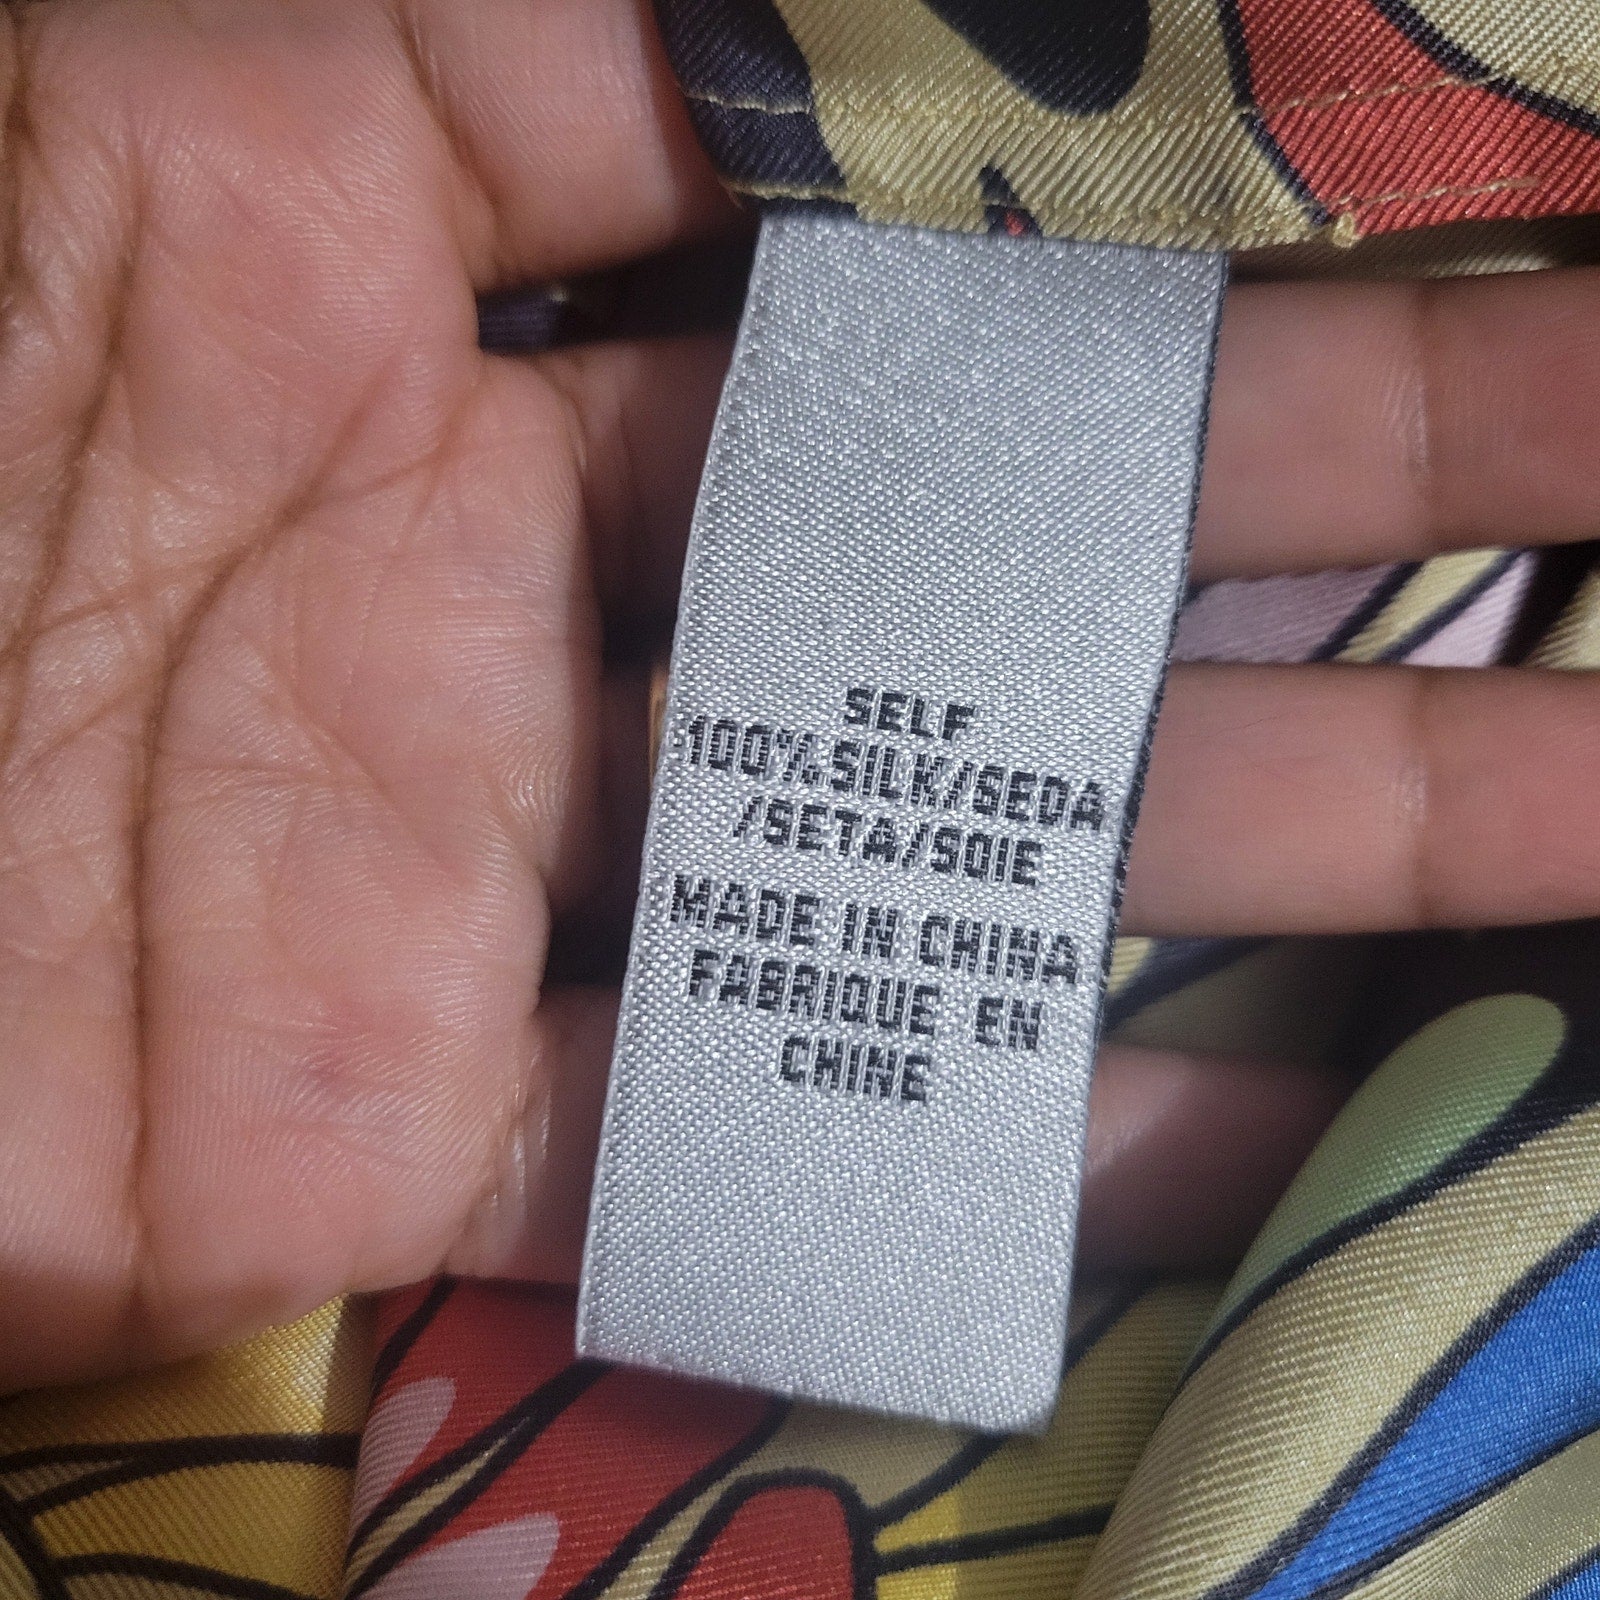 SELF
100% SILK/SEDA
/SETA/SOIE
MADE IN CHINA
FABRIQUE EN
CHINE